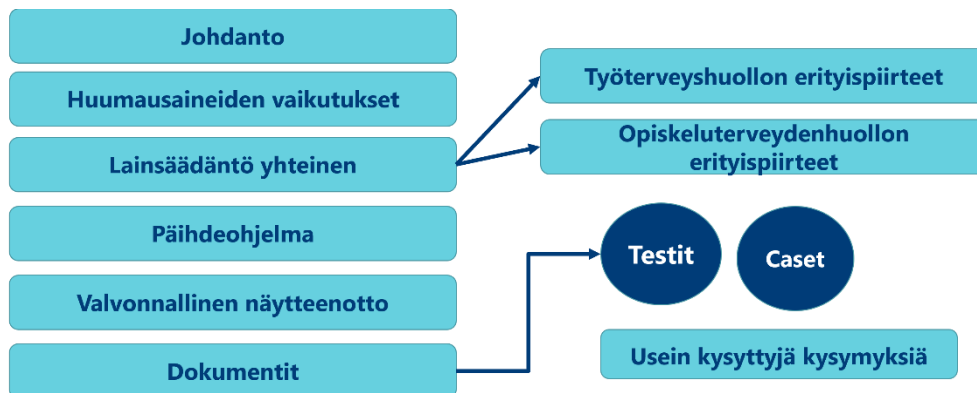 Johdanto
Huumausaineiden vaikutukset
Lainsäädäntö yhteinen
Päihdeohjelma
Valvonnallinen näytteenotto
Dokumentit
Työterveyshuollon erityispiirteet
Opiskeluterveydenhuollon
erityispiirteet
Testit
Caset
Usein kysyttyjä kysymyksiä